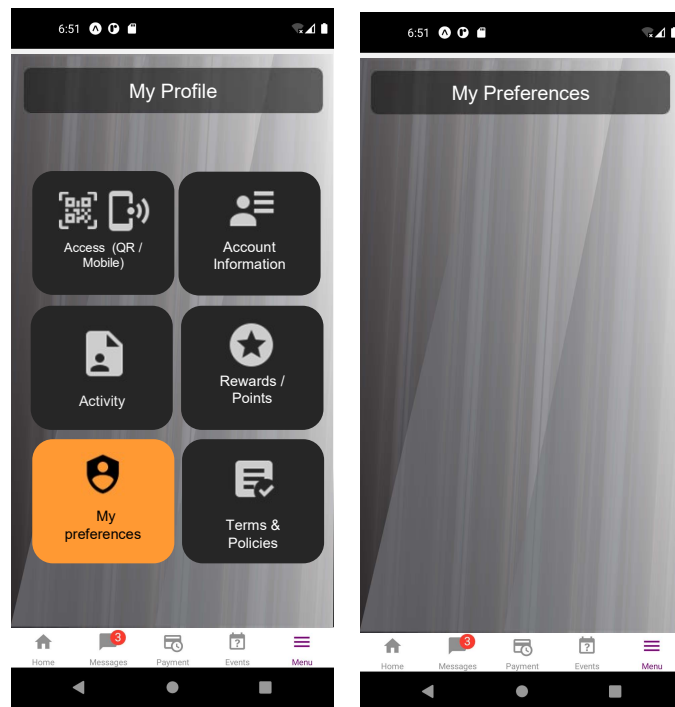 6:51
My Profile
Access (QR /
Mobile)
Account
Information
Activity
Rewards /
Points
My
preferences
Terms &
Policies
3
?
Home
Messages
Payment
Events
Menu
6:51
My Preferences
3
?
Home
Messages
Payment
Events
Menu